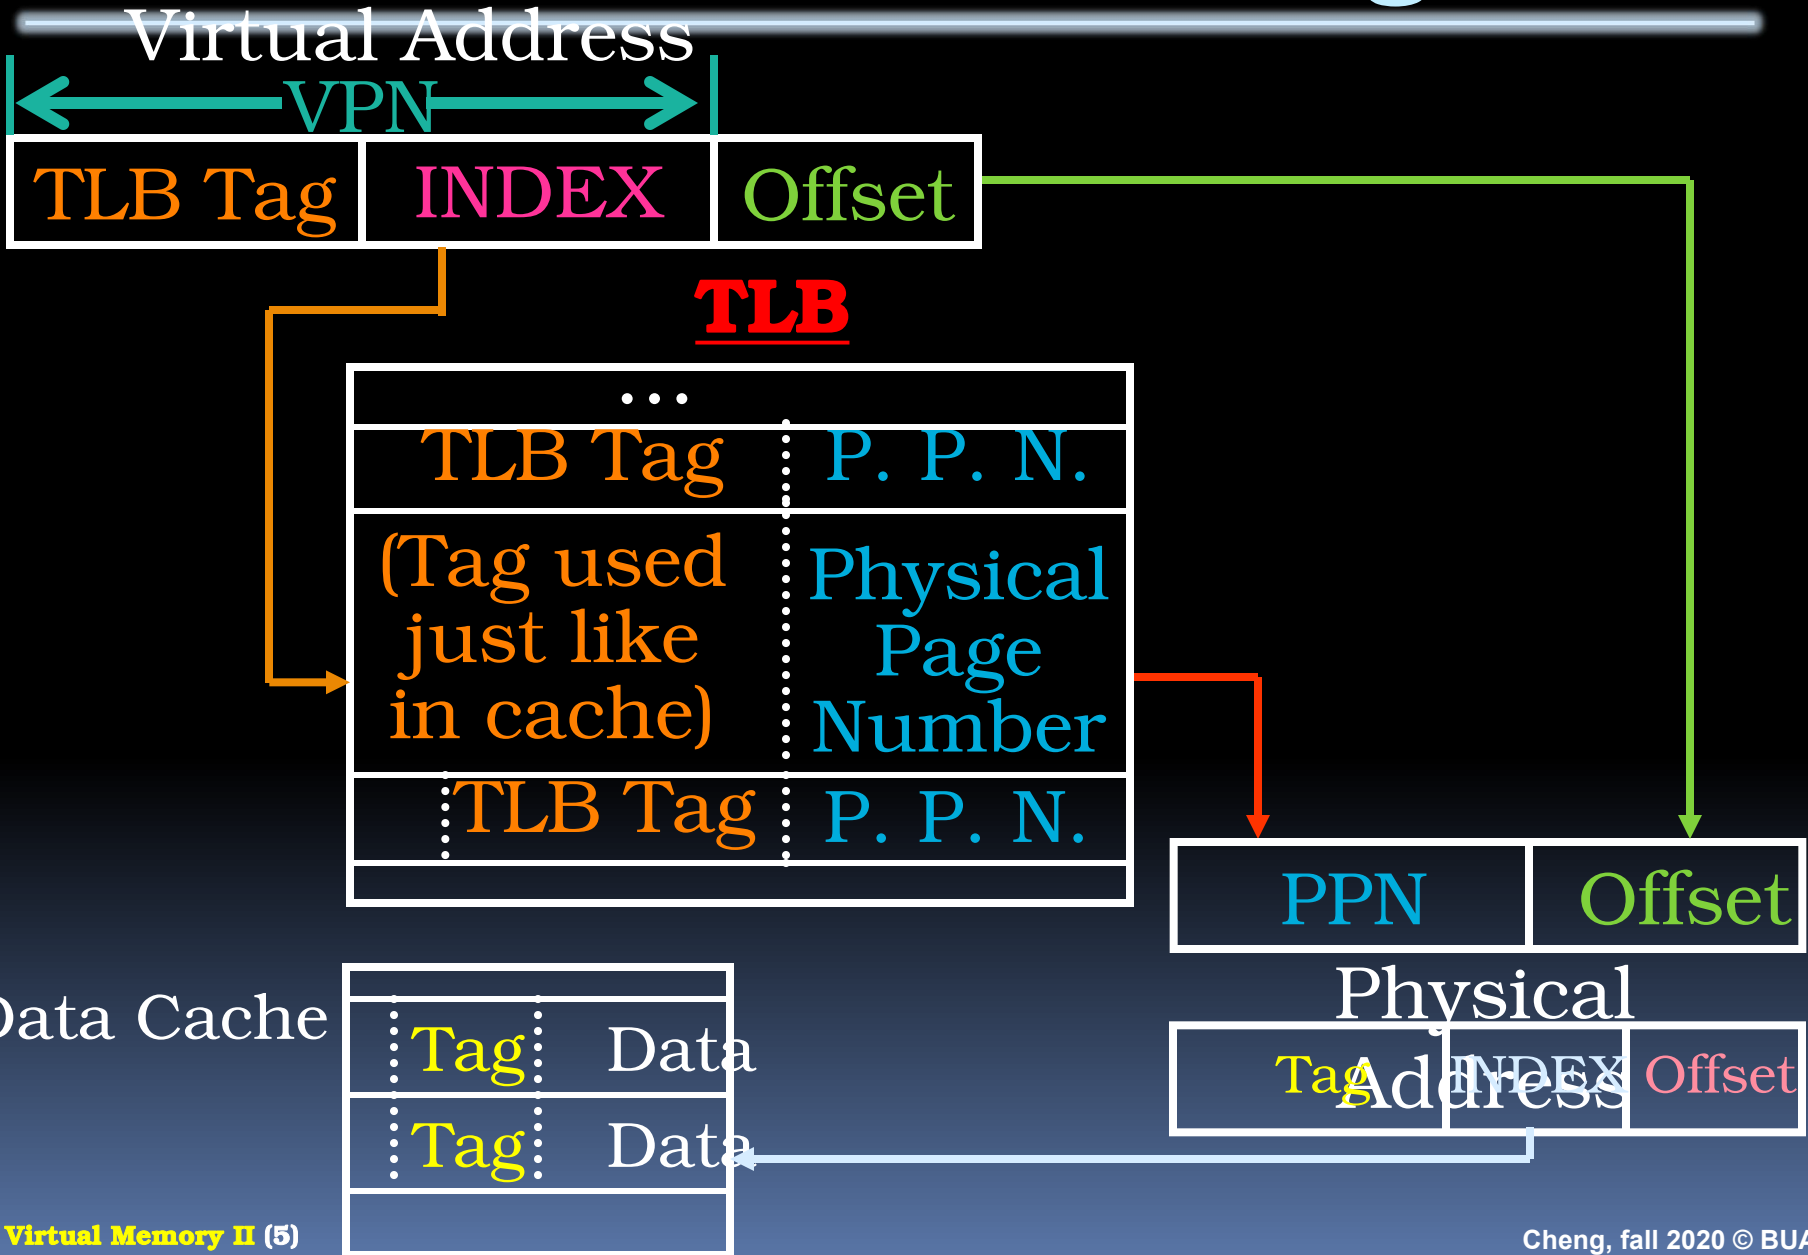 Virtual Address
VPN
TLB Tag INDEX Offset
TLB
...
TLB Tag P. P. N.
(Tag used
just like
in cache)
Physical
Page
Number
TLB Tag P. P. N.
PPN Offset
Physical
Address
Data Cache
Tag INDEX Offset
Tag Data
Tag Data
Virtual Memory II (5)
Cheng, fall 2020 ©